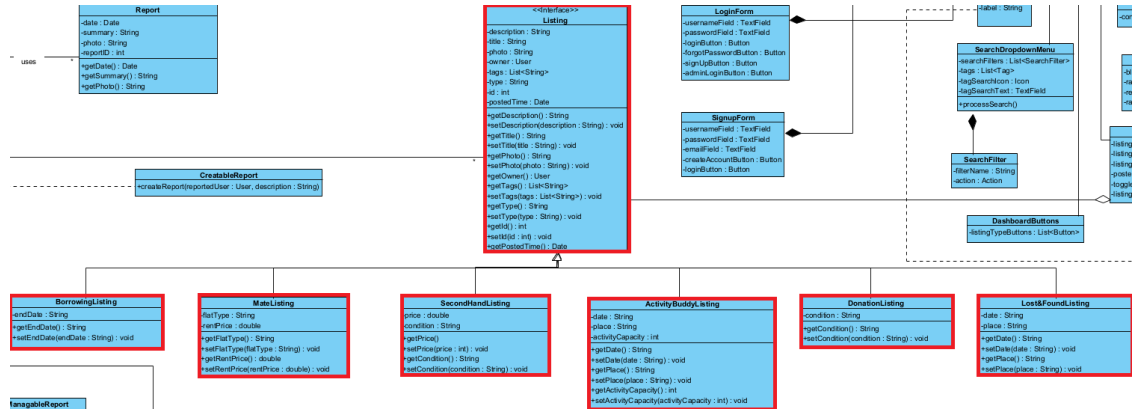 Report
-date : Date
-summary : String
-photo : String
-reportID : int
+getDate() : Date
+getSummary() : String
+getPhoto() : String
uses
*
CreatableReport
+createReport(reportedUser : User, description : String)
<<Interface>>
Listing
-description : String
-title : String
-photo : String
-owner : User
-tags : List<String>
-type : String
-id : int
-postedTime : Date
+getDescription() : String
+setDescription(description : String) : void
+getTitle() : String
+setTitle(title : String) : void
+getPhoto() : String
+setPhoto(photo : String) : void
+getOwner() : User
+getTags() : List<String>
+setTags(tags : List<String>) : void
+getType() : String
+setType(type : String) : void
+getId() : int
+setId(id : int) : void
+getPostedTime() : Date
*
LoginForm
-usernameField : TextField
-passwordField : TextField
-loginButton : Button
-forgotPasswordButton : Button
-signUpButton : Button
-adminLoginButton : Button
SignupForm
-usernameField : TextField
-passwordField : TextField
-emailField : TextField
-createAccountButton : Button
-loginButton : Button
-label : String
SearchDropdownMenu
-searchFilters : List<SearchFilter>
-tags : List<Tag>
-tagSearchIcon : Icon
-tagSearchText : TextField
+processSearch()
SearchFilter
-filterName : String
-action : Action
DashboardButtons
-listingTypeButtons : List<Button>
-con
-bl
-ra
-re
-ra
-listing
-listing
-listing
-poste
-toggle
-listing
BorrowingListing
-endDate : String
+getEndDate() : String
+setEndDate(endDate : String) : void
MateListing
-flatType : String
-rentPrice : double
+getFlatType() : String
+setFlatType(flatType : String) : void
+getRentPrice() : double
+setRentPrice(rentPrice : double) : void
SecondHandListing
price : double
-condition : String
+getPrice()
+setPrice(price : int) : void
+getCondition() : String
+setCondition(condition : String) : void
ActivityBuddyListing
-date : String
-place : String
-activityCapacity : int
+getDate() : String
+setDate(date : String) : void
+getPlace() : String
+setPlace(place : String) : void
+getActivityCapacity() : int
+setActivityCapacity(activityCapacity : int) : void
DonationListing
-condition : String
+getCondition() : String
+setCondition(condition : String) : void
Lost&FoundListing
-date : String
-place : String
+getDate() : String
+setDate(date : String) : void
+getPlace() : String
+setPlace(place : String) : void
ManagableReport